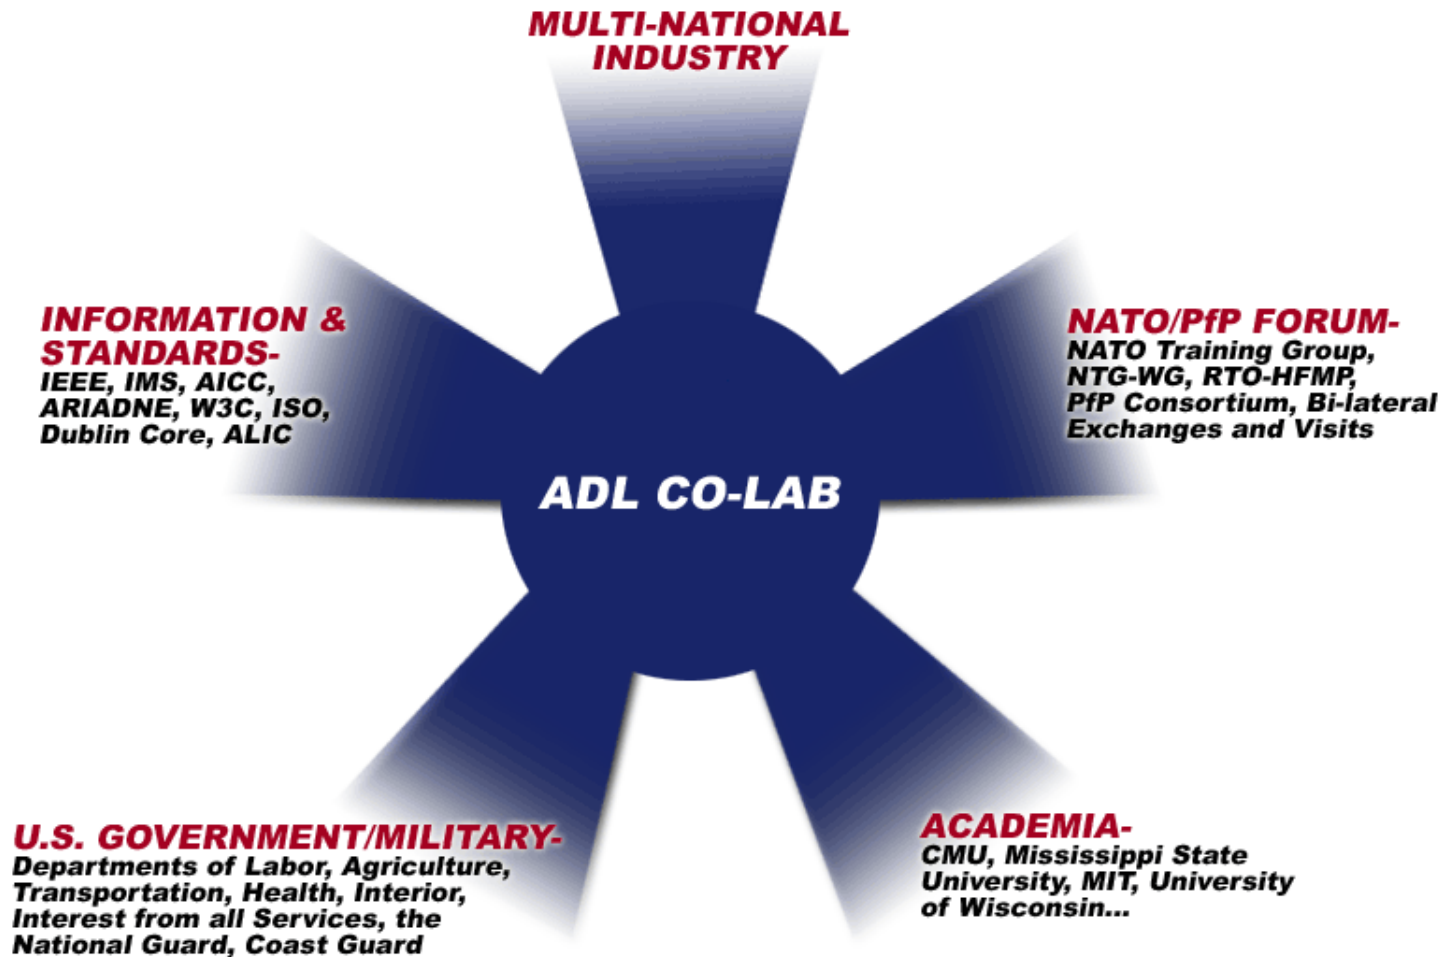 MULTI-NATIONAL
INDUSTRY
INFORMATION &
STANDARDS-
IEEE, IMS, AICC,
ARIADNE, W3C, ISO,
Dublin Core, ALIC
NATO/PfP FORUM-
NATO Training Group,
NTG-WG, RTO-HFMP,
PfP Consortium, Bi-lateral
Exchanges and Visits
ADL CO-LAB
U.S. GOVERNMENT/MILITARY-
Departments of Labor, Agriculture,
Transportation, Health, Interior,
Interest from all Services, the
National Guard, Coast Guard
ACADEMIA-
CMU, Mississippi State
University, MIT, University
of Wisconsin...